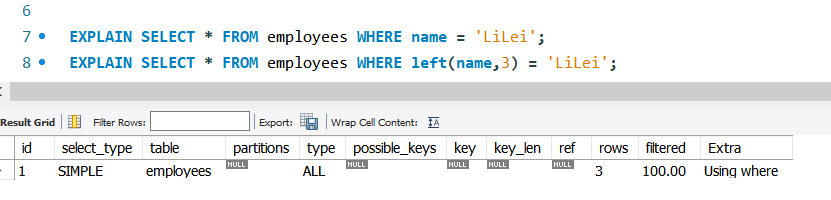 6
7 EXPLAIN SELECT * FROM employees WHERE name = 'LiLei';
8 EXPLAIN SELECT * FROM employees WHERE left(name,3) = 'LiLei';
Result Grid Filter Rows: Export: Wrap Cell Content:
id select_type table partitions type possible_keys key key_len ref rows filtered Extra
1 SIMPLE employees NULL ALL NULL NULL NULL NULL 3 100.00 Using where